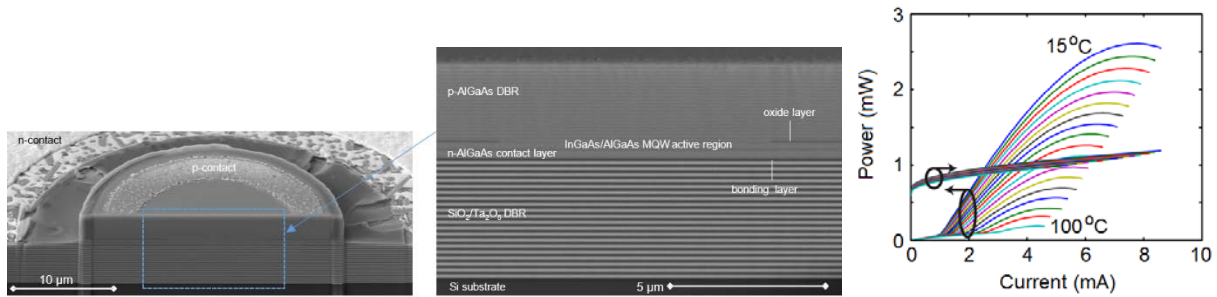 n-contact
p-contact
10 µm
p-AlGaAs DBR
oxide layer
InGaAs/AlGaAs MQW active region
n-AlGaAs contact layer
bonding layer
SiO2/Ta2O5 DBR
Si substrate
5 µm
3
2
1
0
Power (mW)
15°C
100°C
0
2
4
6
8
10
Current (mA)